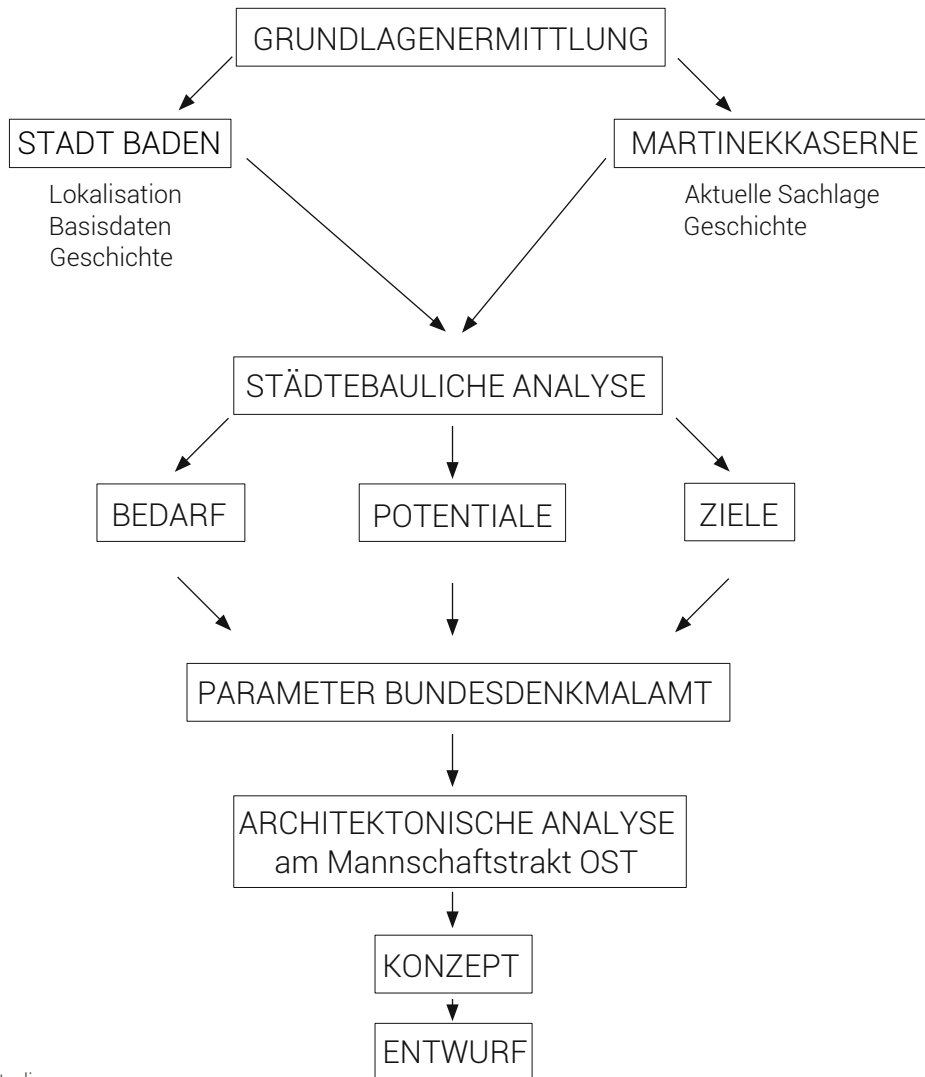 GRUNDLAGENERMITTLUNG
STADT BADEN
Lokalisation
Basisdaten
Geschichte
MARTINEKKASERNE
Aktuelle Sachlage
Geschichte
STÄDTEBAULICHE ANALYSE
BEDARF
POTENTIALE
ZIELE
PARAMETER BUNDESDENKMALAMT
ARCHITEKTONISCHE ANALYSE
am Mannschaftstrakt OST
KONZEPT
ENTWURF